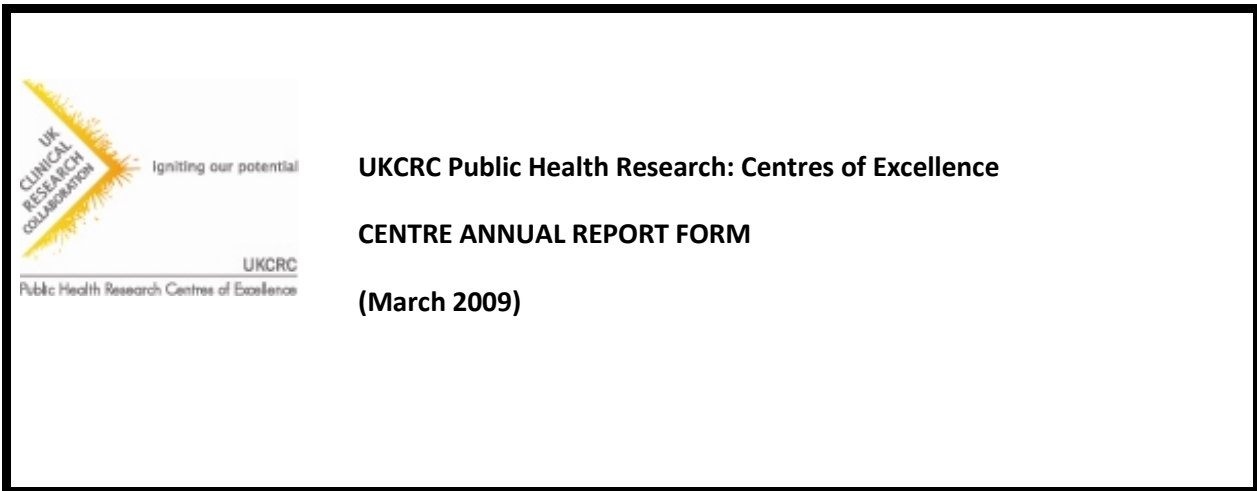 UK
CLINICAL
RESEARCH
COLLABORATION
Igniting our potential
UKCRC
Public Health Research Centres of Excellence
UKCRC Public Health Research: Centres of Excellence
CENTRE ANNUAL REPORT FORM
(March 2009)